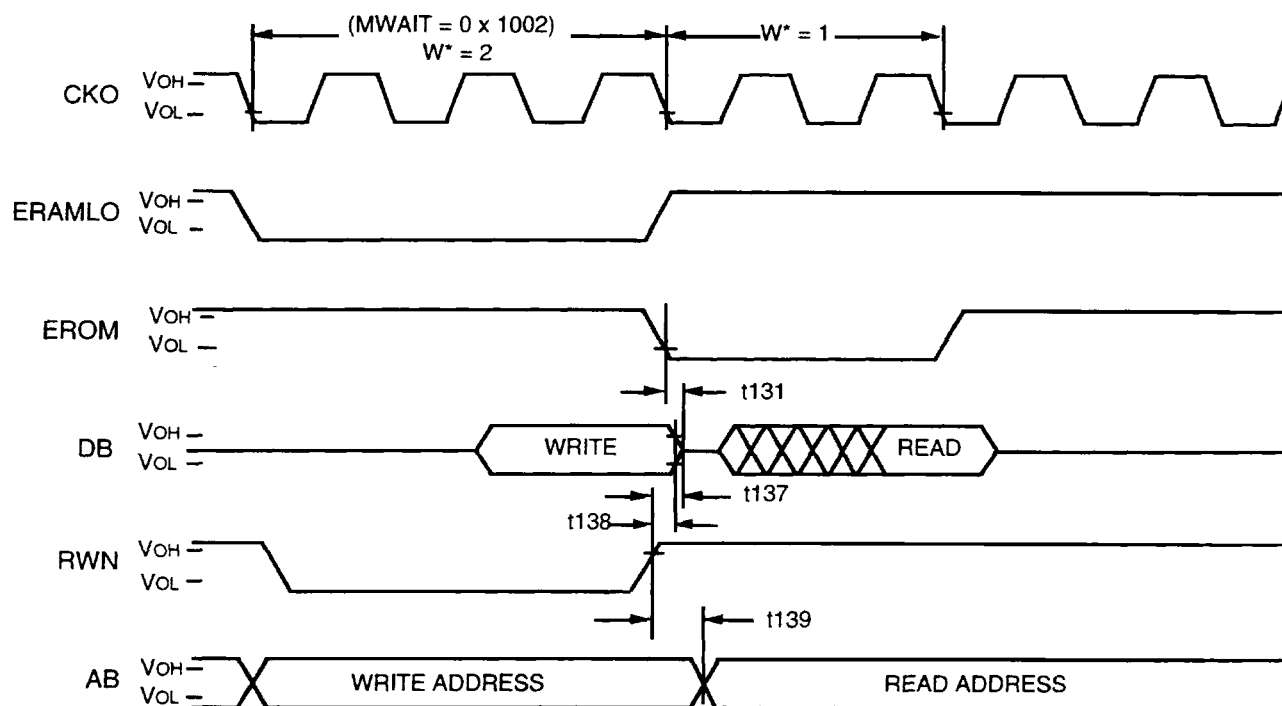 (MWAIT = 0 x 1002)
W* = 2
W* = 1
CKO
VOH
VOL
ERAMLO
VOH
VOL
EROM
VOH
VOL
t131
DB
VOH
VOL
WRITE
READ
t137
t138
RWN
VOH
VOL
t139
AB
VOH
VOL
WRITE ADDRESS
READ ADDRESS